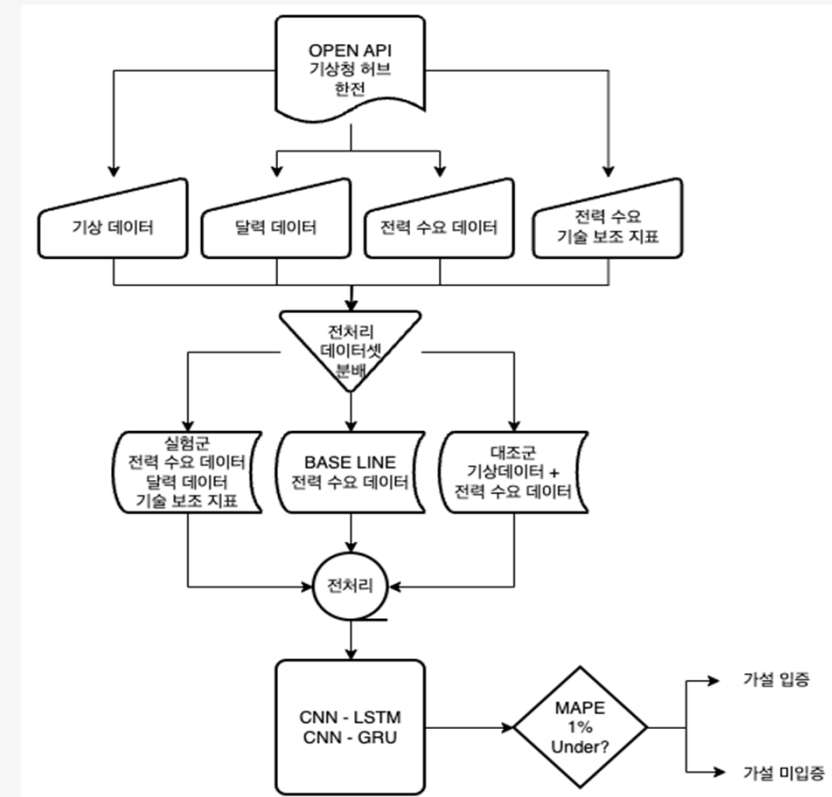 OPEN API
기상청 허브
한전
기상 데이터
달력 데이터
전력 수요 데이터
전력 수요
기술 보조 지표
전처리
데이터셋
분배
실험군
전력 수요 데이터
달력 데이터
기술 보조 지표
BASE LINE
전력 수요 데이터
대조군
기상데이터 +
전력 수요 데이터
전처리
CNN - LSTM
CNN - GRU
MAPE
1%
Under?
가설 입증
가설 미입증